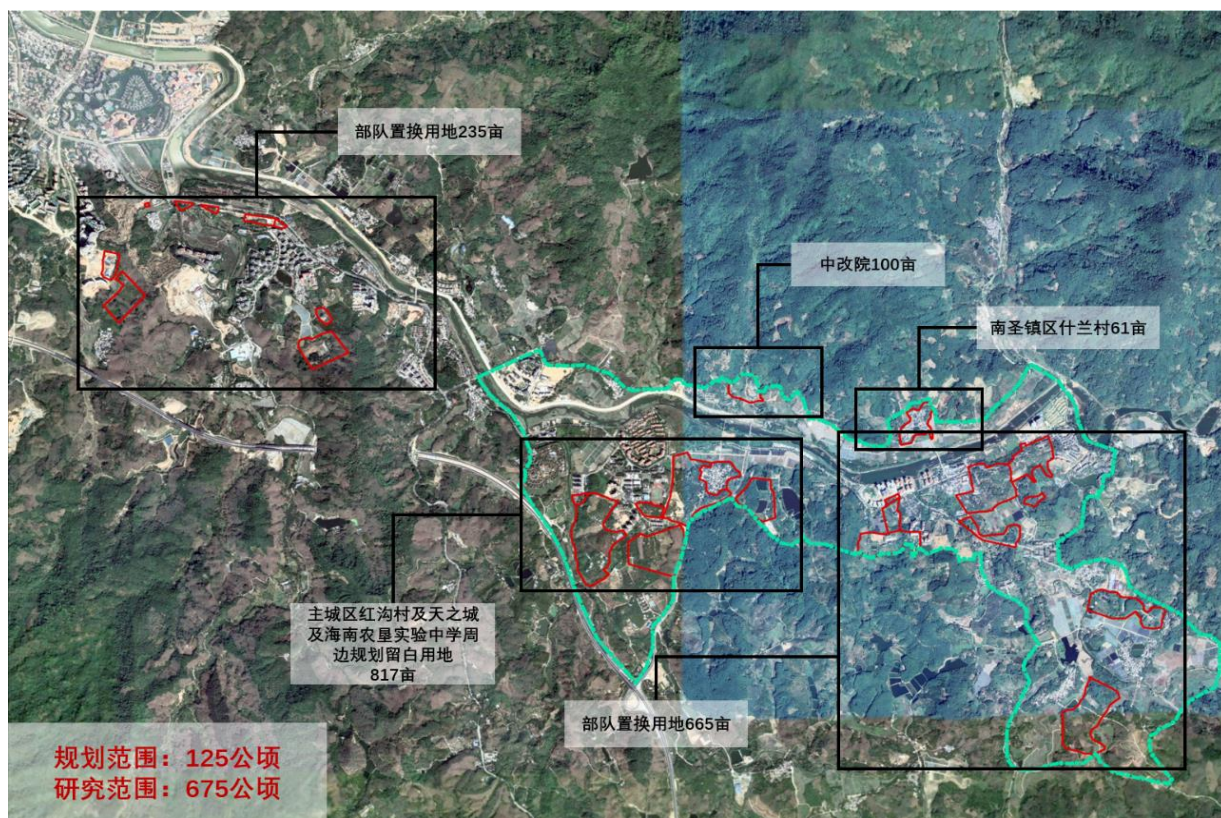 部队置换用地235亩
中改院100亩
南圣镇区什兰村61亩
主城区红沟村及天之城
及海南农垦实验中学周
边规划留白用地
817亩
部队置换用地665亩
规划范围：125公顷
研究范围：675公顷